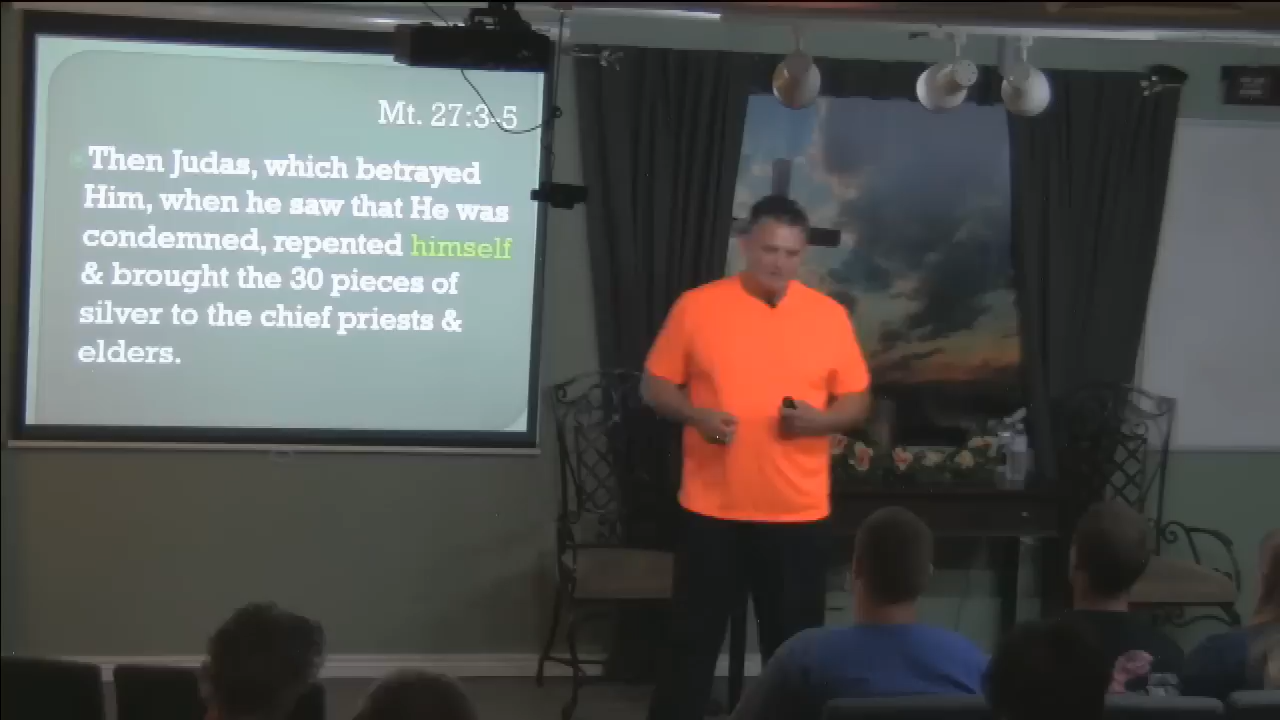 Mt. 27:3-5
Then Judas, which betrayed
Him, when he saw that He was
condemned, repented himself
& brought the 30 pieces of
silver to the chief priests &
elders.